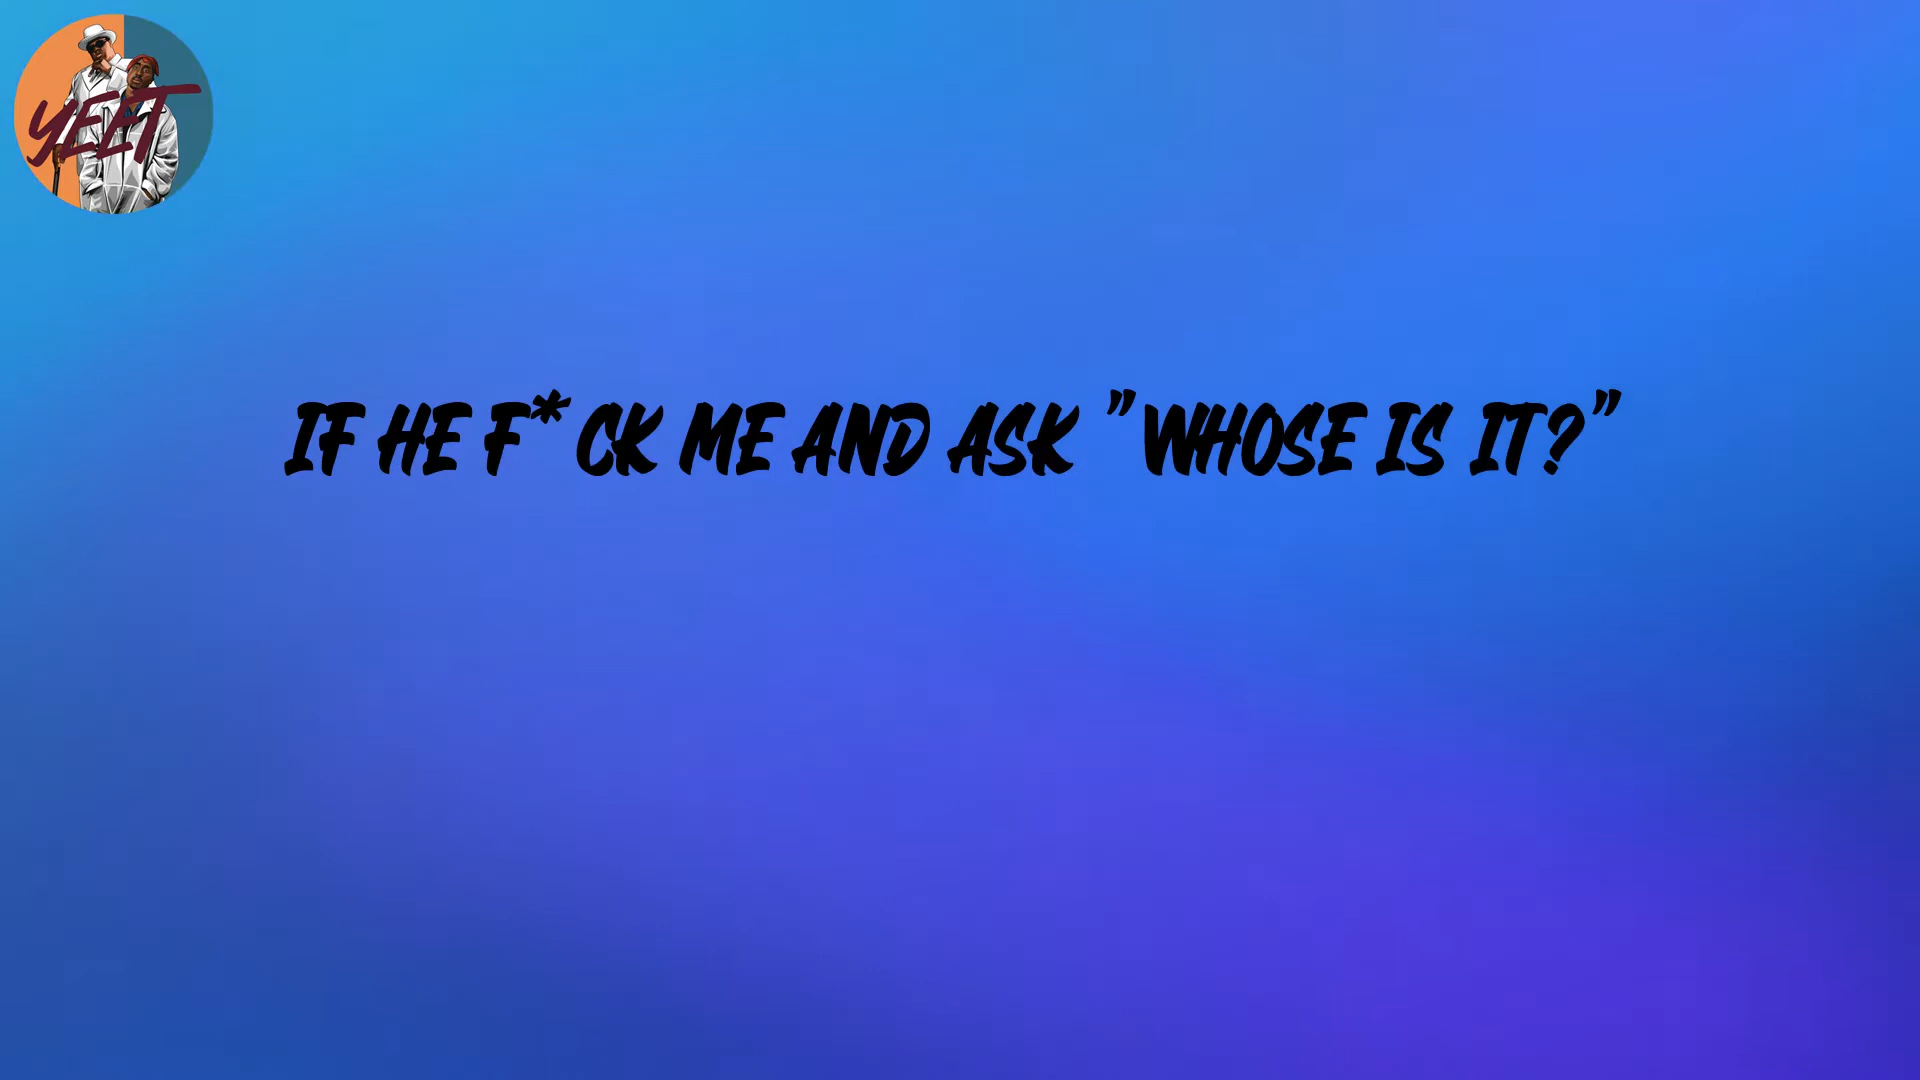 YEET
IF HE F*CK ME AND ASK "WHOSE IS IT?"